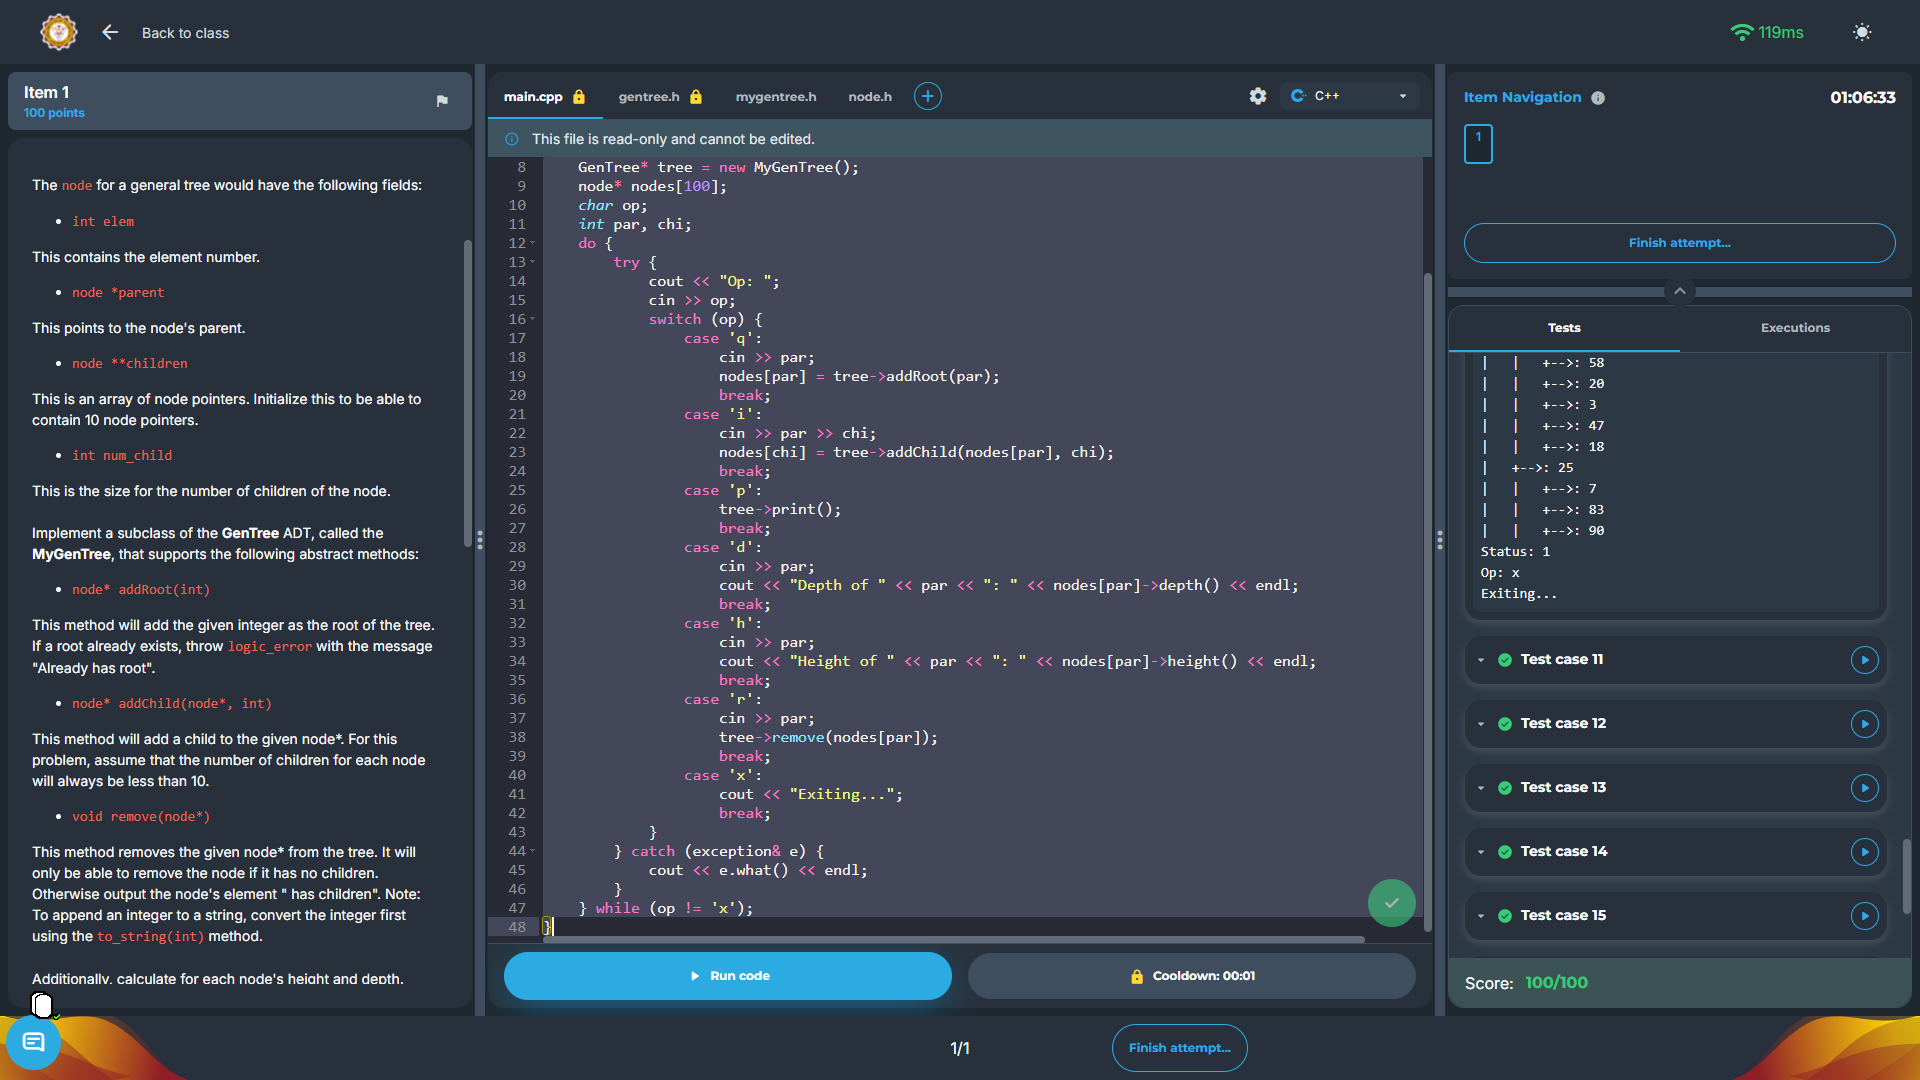 Back to class
119ms
Item 1
100 points
The node for a general tree would have the following fields:
• int elem
This contains the element number.
• node *parent
This points to the node's parent.
• node **children
This is an array of node pointers. Initialize this to be able to
contain 10 node pointers.
• int num_child
This is the size for the number of children of the node.
Implement a subclass of the GenTree ADT, called the
MyGenTree, that supports the following abstract methods:
• node* addRoot(int)
This method will add the given integer as the root of the tree.
If a root already exists, throw logic_error with the message
"Already has root".
• node* addChild(node*, int)
This method will add a child to the given node*. For this
problem, assume that the number of children for each node
will always be less than 10.
• void remove(node*)
This method removes the given node* from the tree. It will
only be able to remove the node if it has no children.
Otherwise output the node's element " has children". Note:
To append an integer to a string, convert the integer first
using the to_string(int) method.
Additionally, calculate for each node's height and depth.
main.cpp
gentree.h
mygentree.h
node.h
C++
This file is read-only and cannot be edited.
8 GenTree* tree = new MyGenTree();
9 node* nodes[100];
10 char op;
11 int par, chi;
12 do {
13 try {
14 cout << "Op: ";
15 cin >> op;
16 switch (op) {
17 case 'q':
18 cin >> par;
19 nodes[par] = tree->addRoot(par);
20 break;
21 case 'i':
22 cin >> par >> chi;
23 nodes[chi] = tree->addChild(nodes[par], chi);
24 break;
25 case 'p':
26 tree->print();
27 break;
28 case 'd':
29 cin >> par;
30 cout << "Depth of " << par << ": " << nodes[par]->depth() << endl;
31 break;
32 case 'h':
33 cin >> par;
34 cout << "Height of " << par << ": " << nodes[par]->height() << endl;
35 break;
36 case 'r':
37 cin >> par;
38 tree->remove(nodes[par]);
39 break;
40 case 'x':
41 cout << "Exiting...";
42 break;
43 }
44 } catch (exception& e) {
45 cout << e.what() << endl;
46 }
47 } while (op != 'x');
48 }
Run code
Cooldown: 00:01
Item Navigation
01:06:33
1
Finish attempt...
Tests
Executions
| | +-->: 58
| | +-->: 20
| | +-->: 3
| | +-->: 47
| | +-->: 18
| +-->: 25
| | +-->: 7
| | +-->: 83
| | +-->: 90
Status: 1
Op: x
Exiting...
Test case 11
Test case 12
Test case 13
Test case 14
Test case 15
Score: 100/100
1/1
Finish attempt...